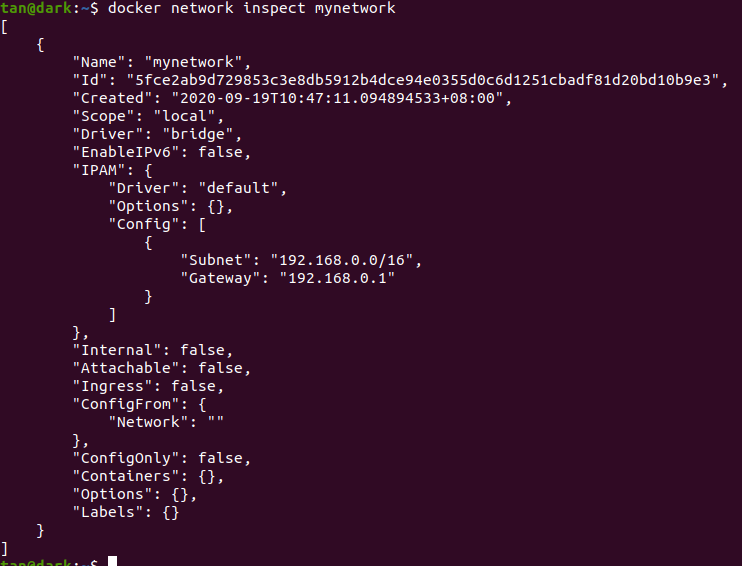 tan@dark:~$ docker network inspect mynetwork
[
    {
        "Name": "mynetwork",
        "Id": "5fce2ab9d729853c3e8db5912b4dce94e0355d0c6d1251cbadf81d20bd10b9e3",
        "Created": "2020-09-19T10:47:11.094894533+08:00",
        "Scope": "local",
        "Driver": "bridge",
        "EnableIPv6": false,
        "IPAM": {
            "Driver": "default",
            "Options": {},
            "Config": [
                {
                    "Subnet": "192.168.0.0/16",
                    "Gateway": "192.168.0.1"
                }
            ]
        },
        "Internal": false,
        "Attachable": false,
        "Ingress": false,
        "ConfigFrom": {
            "Network": ""
        },
        "ConfigOnly": false,
        "Containers": {},
        "Options": {},
        "Labels": {}
    }
]
tan@dark:~$